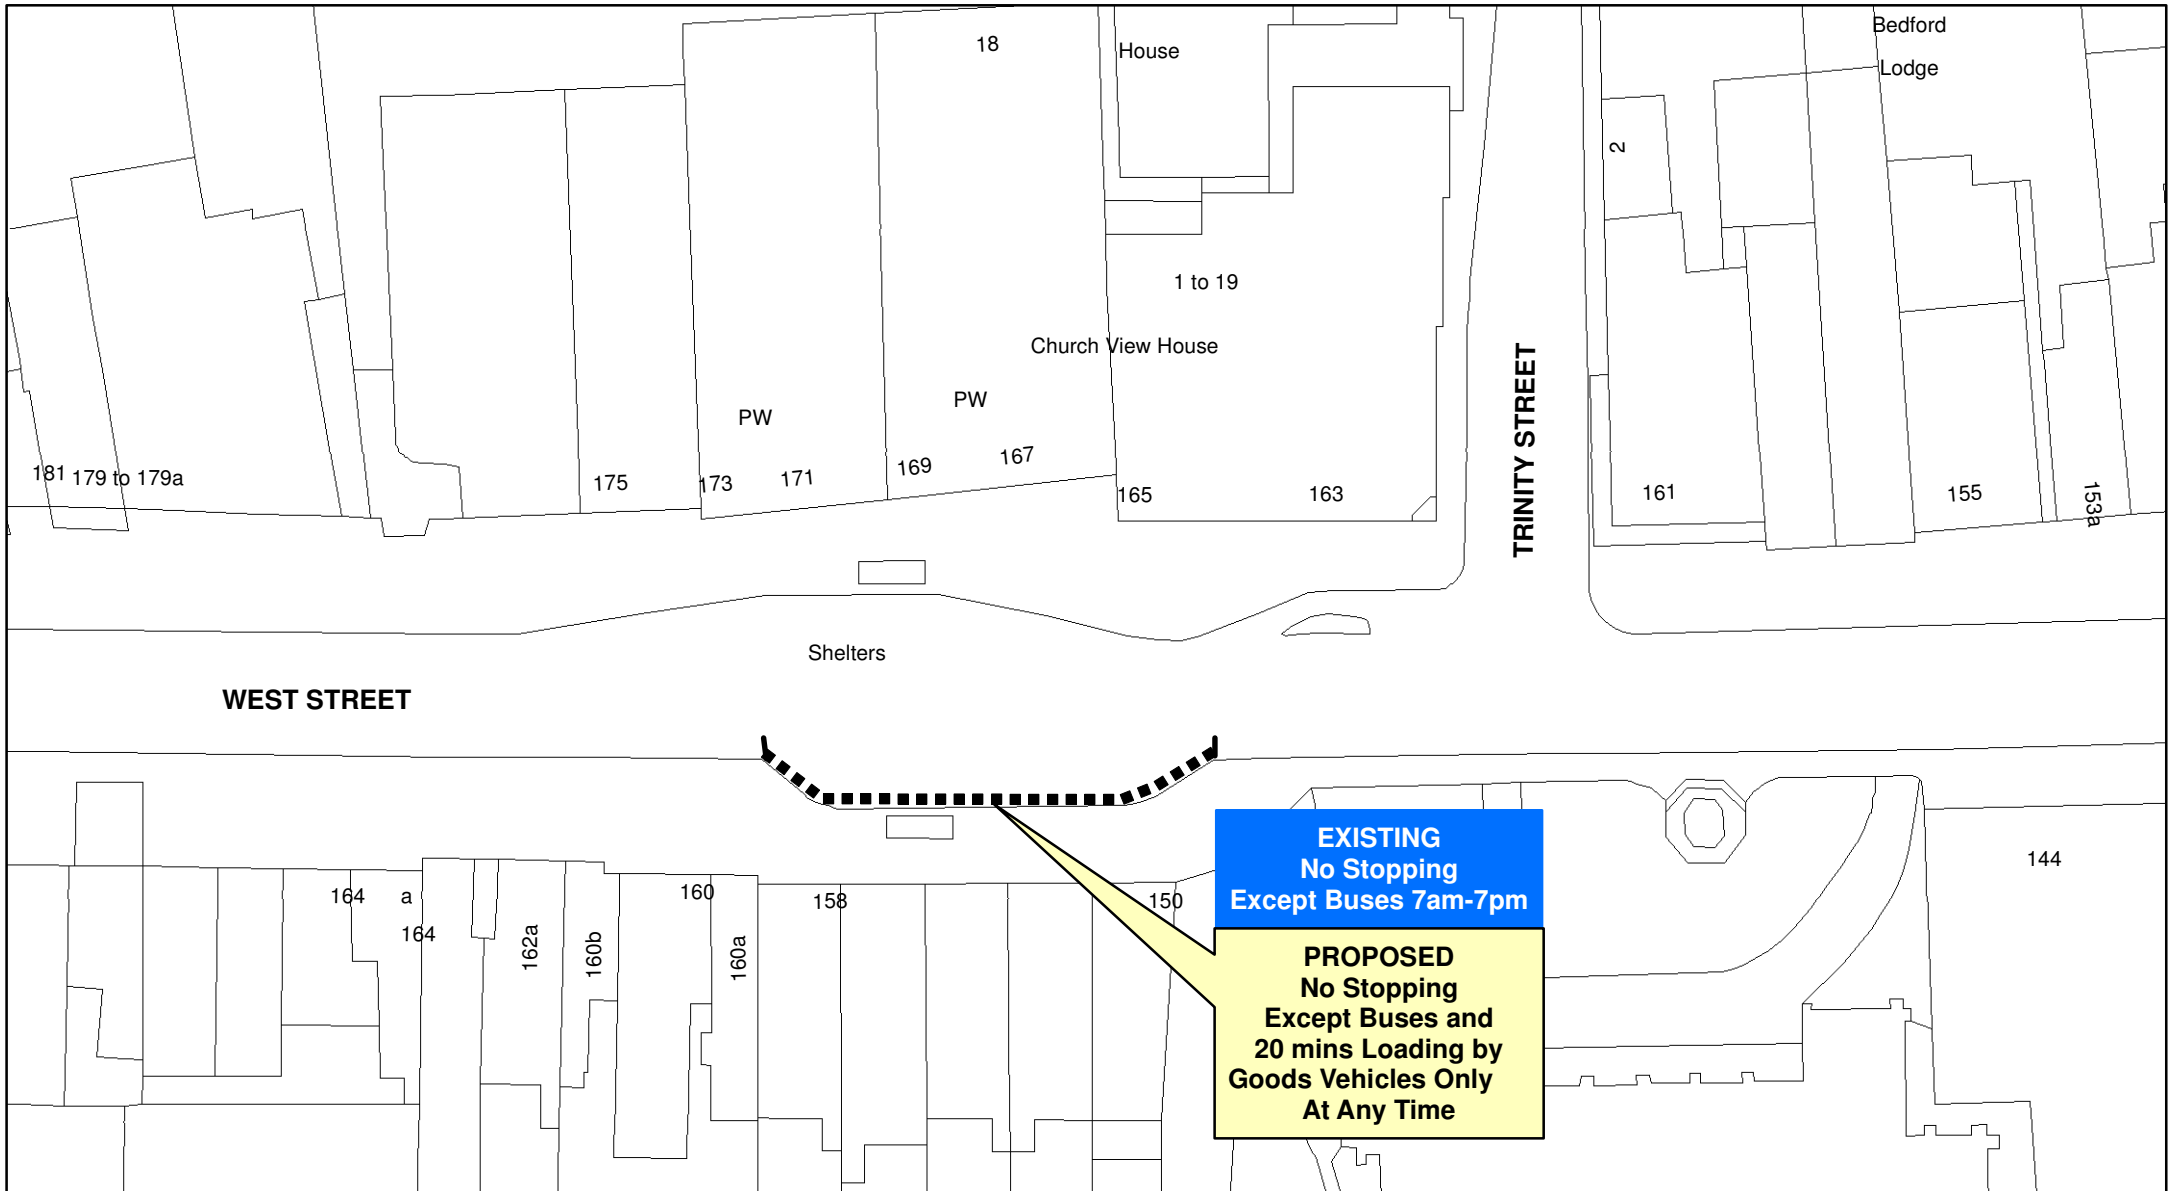 Bedford
Lodge
18
House
2
1 to 19
Church View House
TRINITY STREET
PW
PW
181
179 to 179a
175
173
171
169
167
165
163
161
155
153a
Shelters
WEST STREET
164
a
164
162a
160b
160
160a
158
150
144
EXISTING
No Stopping
Except Buses 7am-7pm
PROPOSED
No Stopping
Except Buses and
20 mins Loading by
Goods Vehicles Only
At Any Time